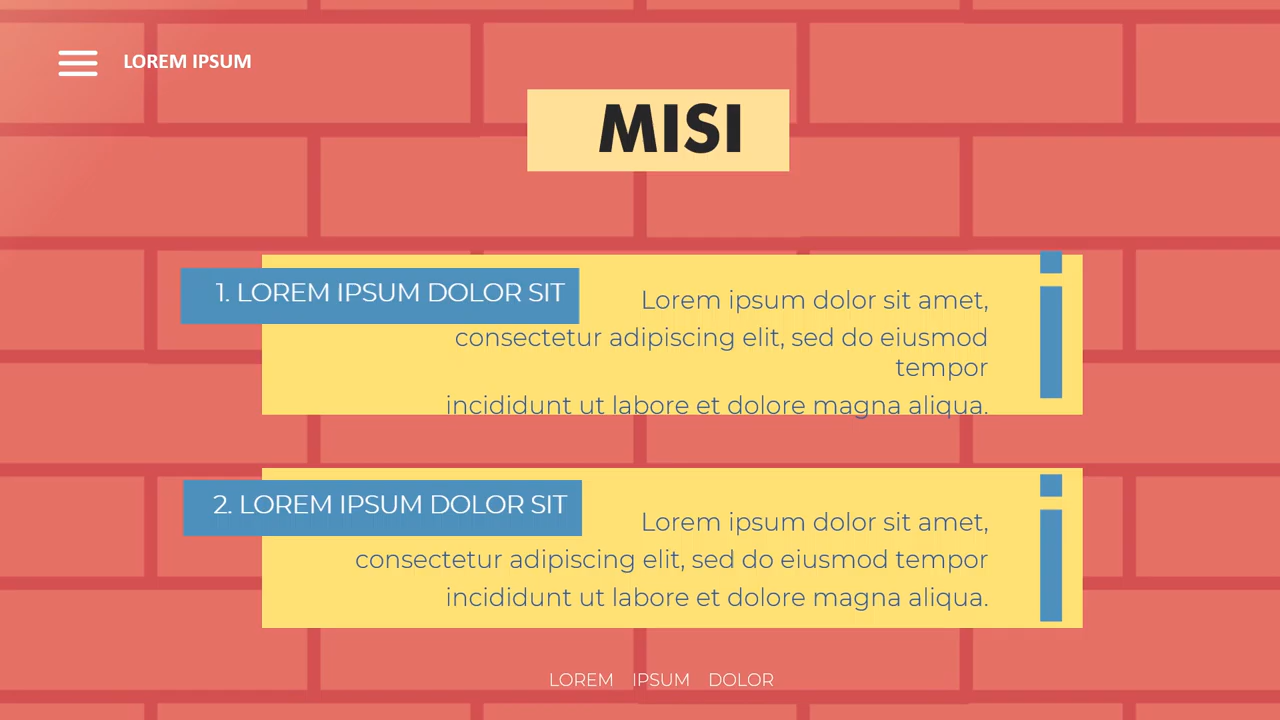 LOREM IPSUM
MISI
1. LOREM IPSUM DOLOR SIT
Lorem ipsum dolor sit amet,
consectetur adipiscing elit, sed do eiusmod
tempor
incididunt ut labore et dolore magna aliqua.
2. LOREM IPSUM DOLOR SIT
Lorem ipsum dolor sit amet,
consectetur adipiscing elit, sed do eiusmod tempor
incididunt ut labore et dolore magna aliqua.
LOREM IPSUM DOLOR